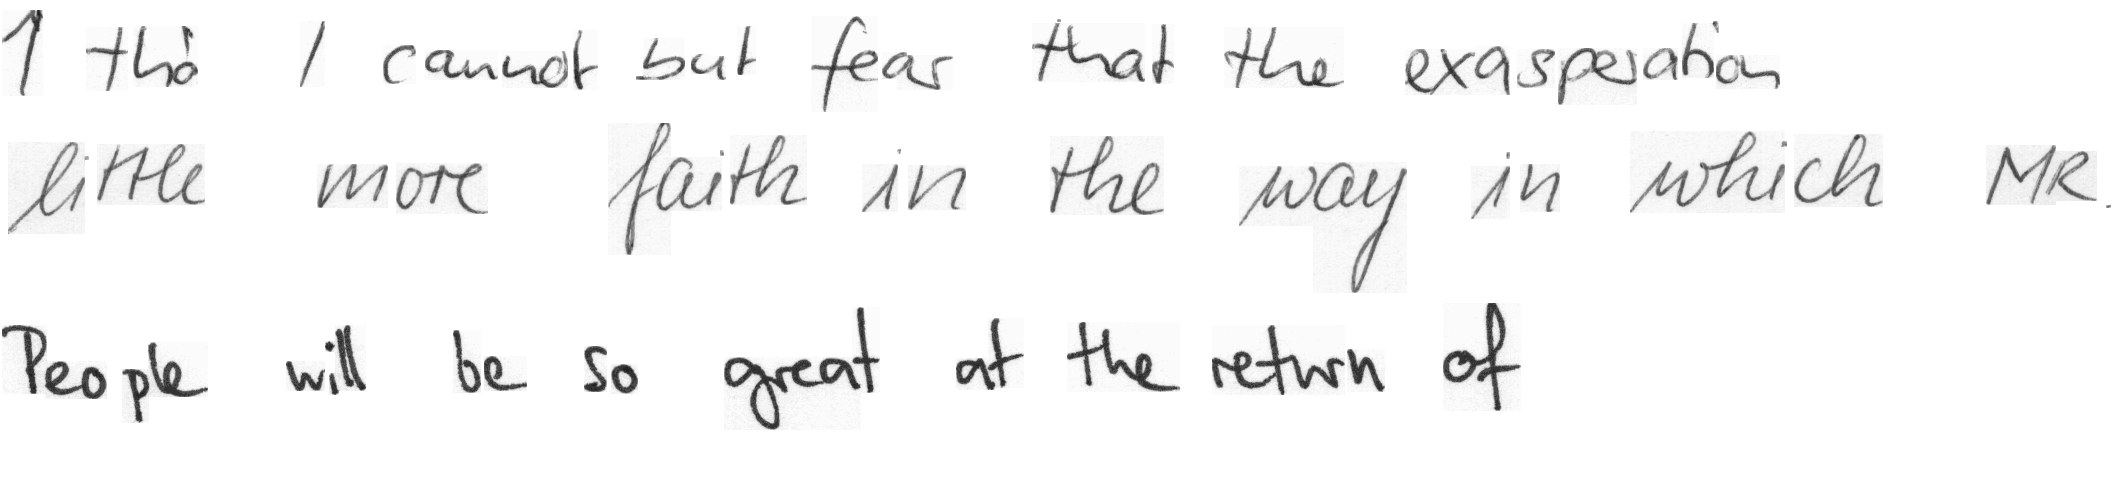 1 tho I cannot but fear that the exasperation
little more faith in the way in which MR.
People will be so great at the return of